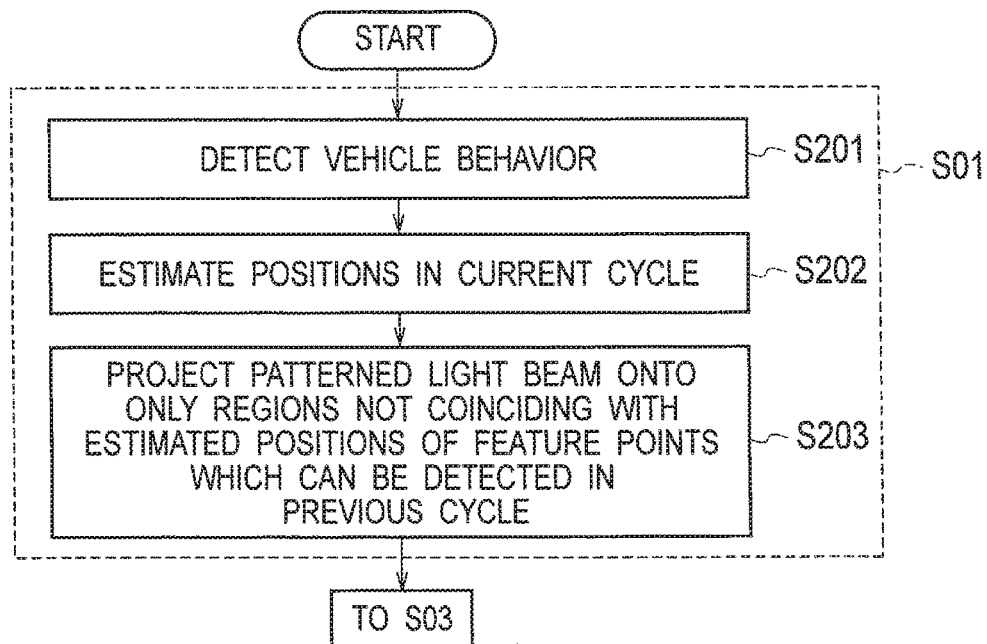 START
DETECT VEHICLE BEHAVIOR
S201
S01
ESTIMATE POSITIONS IN CURRENT CYCLE
S202
PROJECT PATTERNED LIGHT BEAM ONTO
ONLY REGIONS NOT COINCIDING WITH
ESTIMATED POSITIONS OF FEATURE POINTS
WHICH CAN BE DETECTED IN
PREVIOUS CYCLE
S203
TO S03